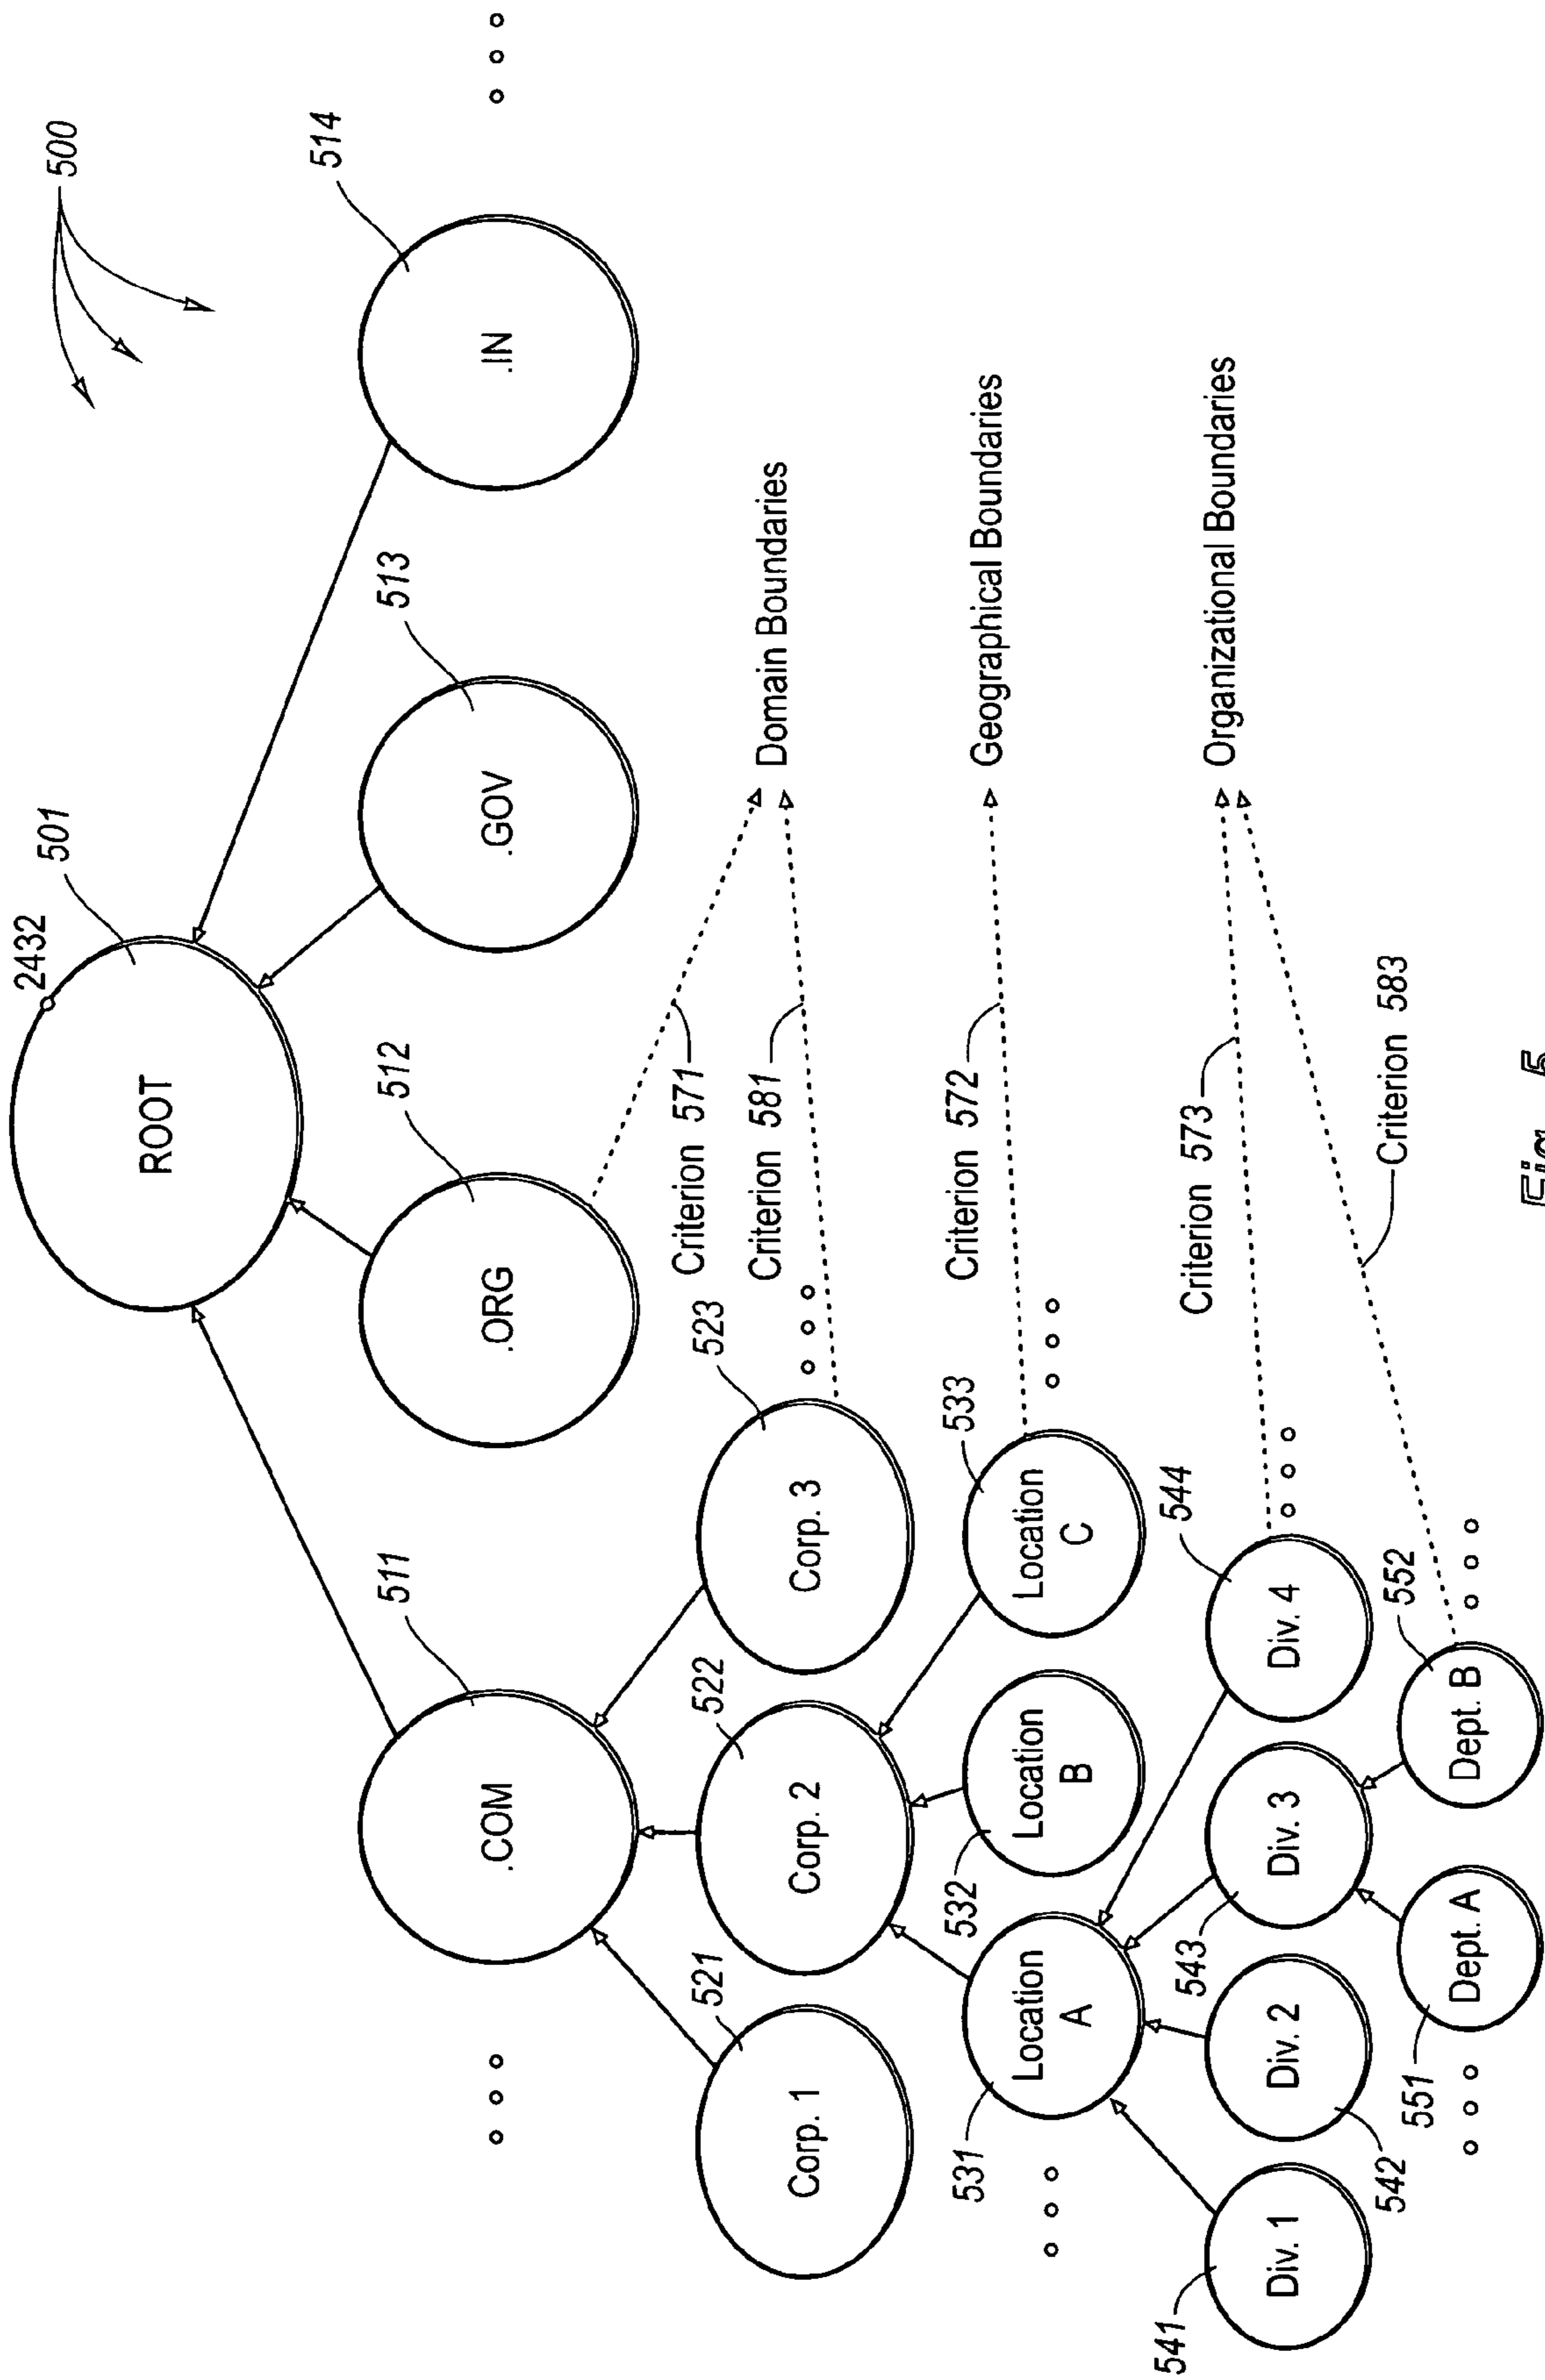 500
2432
501
ROOT
511
512
513
514
.COM
.ORG
.GOV
.IN
521
522
523
Corp. 1
Corp. 2
Corp. 3
Criterion 571
Criterion 581
Domain Boundaries
531
532
533
Location
A
Location
B
Location
C
Criterion 572
Geographical Boundaries
541
542
543
544
Div. 1
Div. 2
Div. 3
Div. 4
Criterion 573
Organizational Boundaries
551
552
Dept. A
Dept. B
Criterion 583
Fig. 5